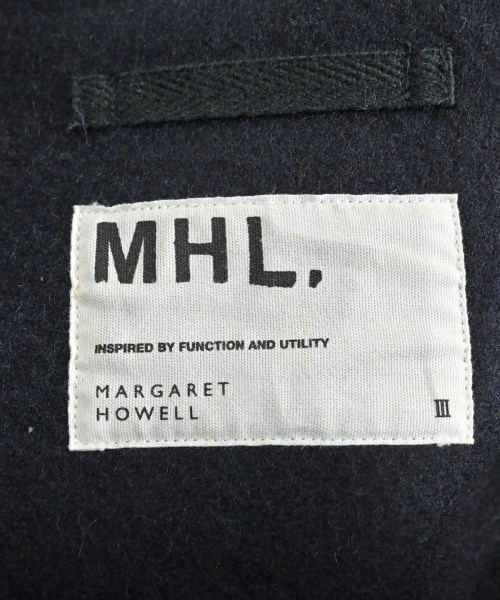 MHL.
INSPIRED BY FUNCTION AND UTILITY
MARGARET
HOWELL
III